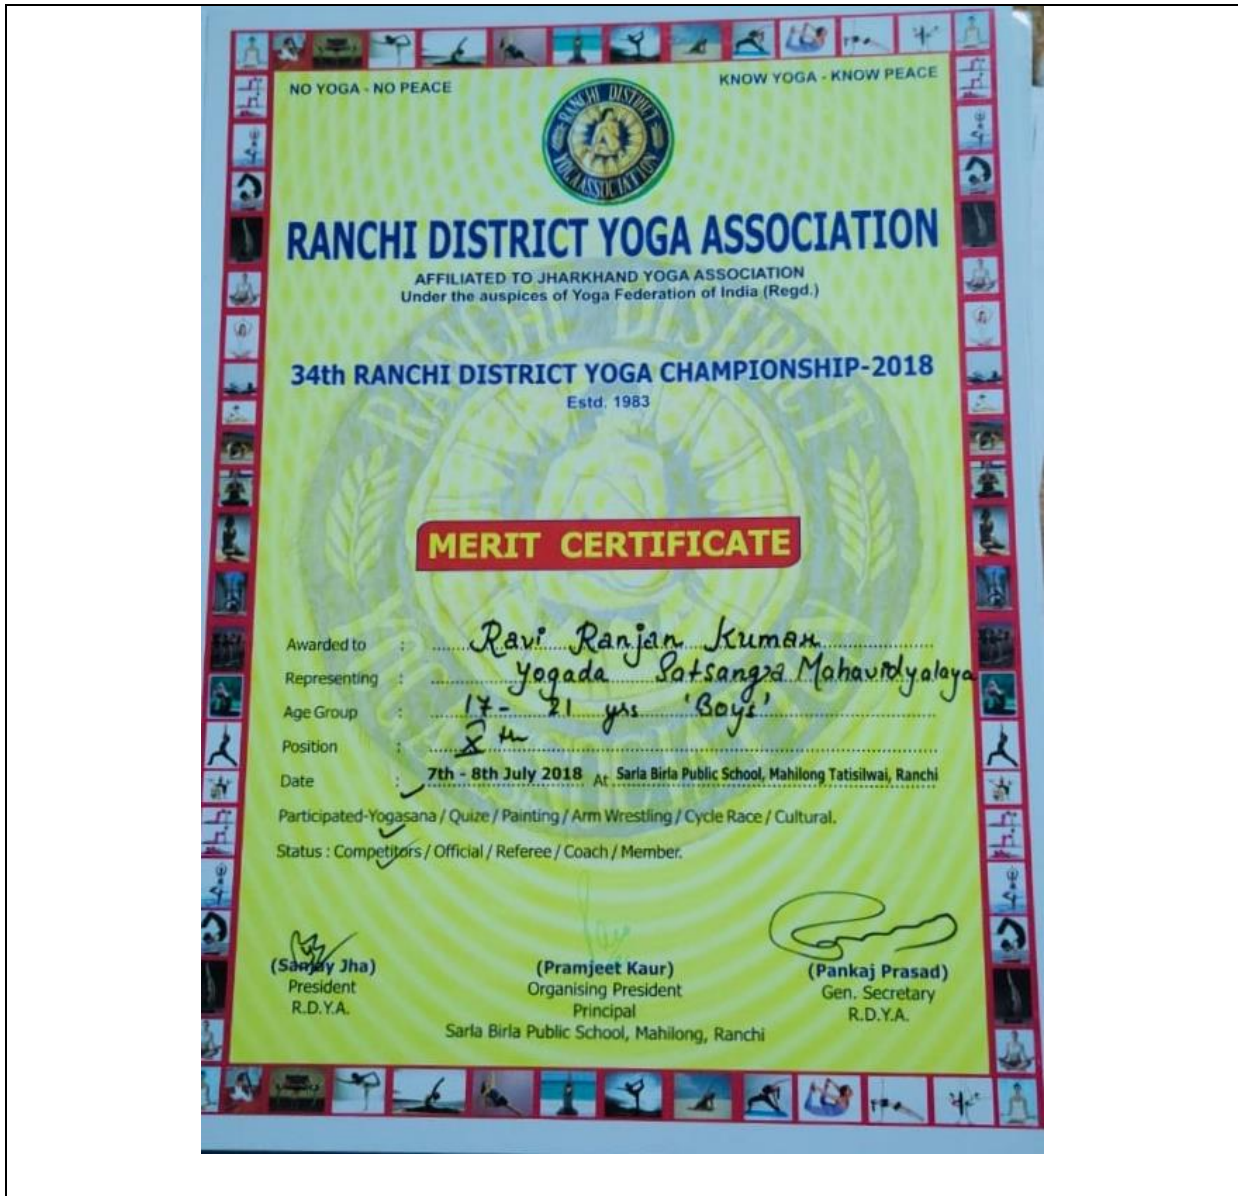 NO YOGA - NO PEACE
KNOW YOGA - KNOW PEACE
RANCHI DISTRICT
YOGA ASSOCIATION
RANCHI DISTRICT YOGA ASSOCIATION
AFFILIATED TO JHARKHAND YOGA ASSOCIATION
Under the auspices of Yoga Federation of India (Regd.)
34th RANCHI DISTRICT YOGA CHAMPIONSHIP-2018
Estd. 1983
RANCHI DISTRICT
YOGA ASSOCIATION
MERIT CERTIFICATE
Awarded to : Ravi Ranjan Kumar
Representing : Yogada Satsanga Mahavidyalaya
Age Group : 17 - 21 yrs 'Boys'
Position : X th
Date : 7th - 8th July 2018 At Sarla Birla Public School, Mahilong Tatisilwai, Ranchi
Participated-Yogasana / Quize / Painting / Arm Wrestling / Cycle Race / Cultural.
Status : Competitors / Official / Referee / Coach / Member.
(Sanjay Jha)
President
R.D.Y.A.
(Pramjeet Kaur)
Organising President
Principal
Sarla Birla Public School, Mahilong, Ranchi
(Pankaj Prasad)
Gen. Secretary
R.D.Y.A.